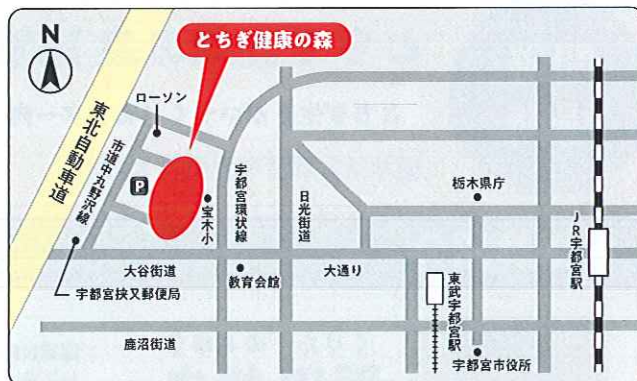 N
とちぎ健康の森
ローソン
東北自動車道
市道中丸野沢線
P
宝木小
宇都宮環状線
日光街道
栃木県庁
JR宇都宮駅
大谷街道
教育会館
大通り
宇都宮挟又郵便局
東武宇都宮駅
鹿沼街道
宇都宮市役所